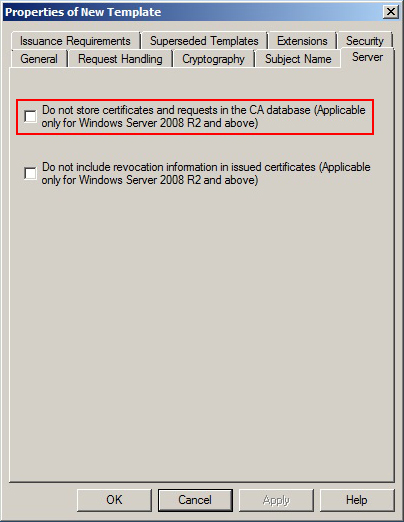 Properties of New Template
Issuance Requirements Superseded Templates Extensions Security
General Request Handling Cryptography Subject Name Server
Do not store certificates and requests in the CA database (Applicable
only for Windows Server 2008 R2 and above)
Do not include revocation information in issued certificates (Applicable
only for Windows Server 2008 R2 and above)
OK Cancel Apply Help